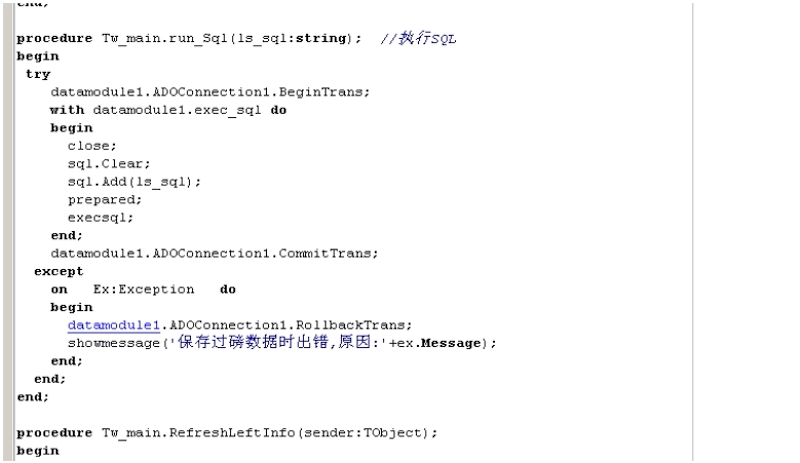 end;
procedure Tw_main.run_Sql(ls_sql:string);  //执行SQL
begin
try
datamodule1.ADOConnection1.BeginTrans;
with datamodule1.exec_sql do
begin
close;
sql.Clear;
sql.Add(ls_sql);
prepared;
execsql;
end;
datamodule1.ADOConnection1.CommitTrans;
except
on   Ex:Exception   do
begin
datamodule1.ADOConnection1.RollbackTrans;
showmessage('保存过磅数据时出错,原因:'+ex.Message);
end;
end;
end;
procedure Tw_main.RefreshLeftInfo(sender:TObject);
begin